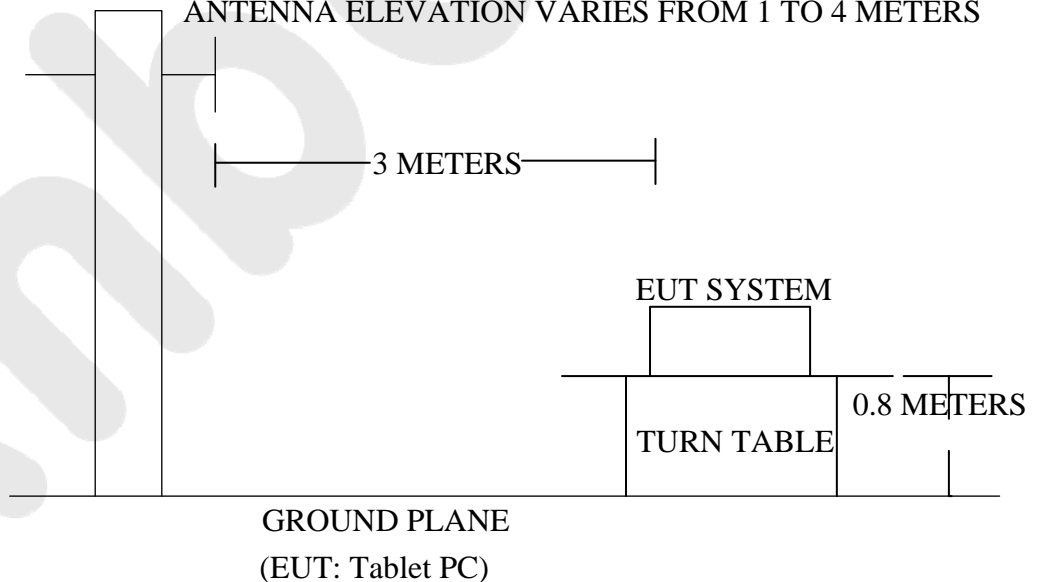 ANTENNA ELEVATION VARIES FROM 1 TO 4 METERS
3 METERS
EUT SYSTEM
0.8 METERS
TURN TABLE
GROUND PLANE
(EUT: Tablet PC)